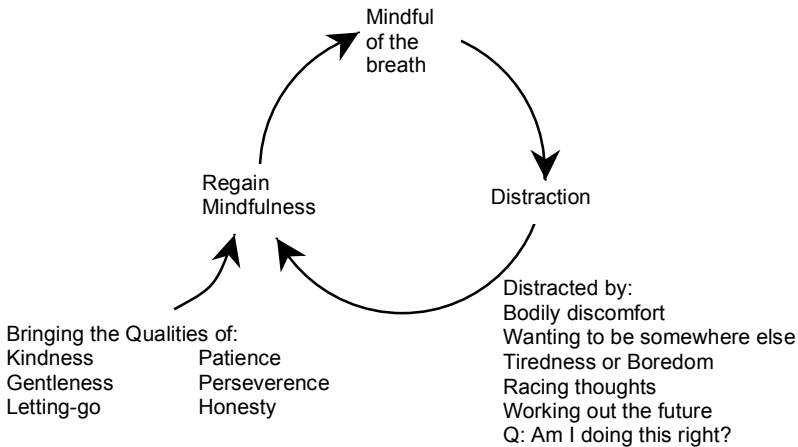 Mindful
of the
breath
Regain
Mindfulness
Distraction
Bringing the Qualities of:
Kindness Patience
Gentleness Perseverence
Letting-go Honesty
Distracted by:
Bodily discomfort
Wanting to be somewhere else
Tiredness or Boredom
Racing thoughts
Working out the future
Q: Am I doing this right?